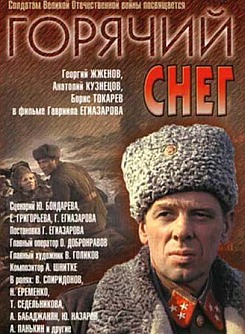 Солдатам Великой Отечественной войны посвящается
ГОРЯЧИЙ
СНЕГ
Георгий ЖЖЕНОВ,
Анатолий КУЗНЕЦОВ,
Борис ТОКАРЕВ
в фильме Гавриила ЕГИАЗАРОВА
Сценарий Ю. БОНДАРЕВА,
Е. ГРИГОРЬЕВА, Г. ЕГИАЗАРОВА
Постановка Г. ЕГИАЗАРОВА
Главный оператор Ф. ДОБРОНРАВОВ
Главный художник В. ГОЛИКОВ
Композитор А. ШНИТКЕ
В ролях: В. СПИРИДОНОВ,
Н. ЕРЕМЕНКО,
Т. СЕДЕЛЬНИКОВА,
А. БАБАДЖАНЯН, Ю. НАЗАРОВ,
А. ПАНЬКИН и другие